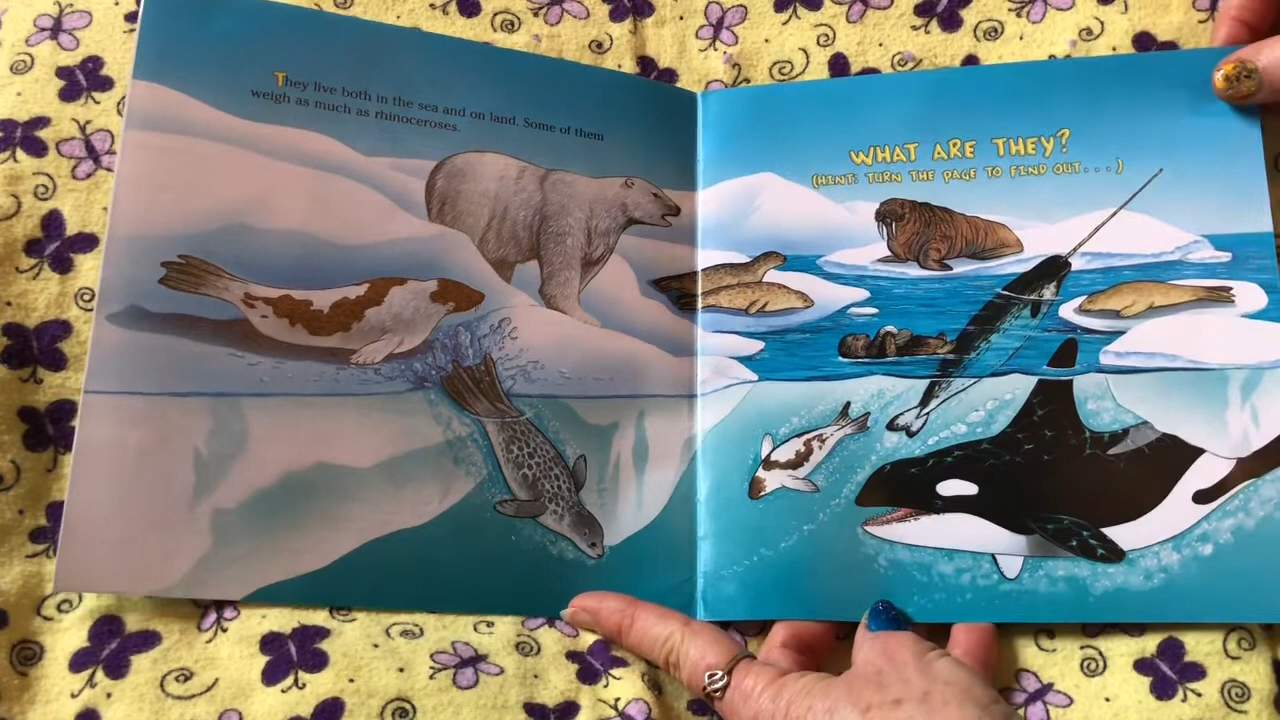 They live both in the sea and on land. Some of them
weigh as much as rhinoceroses.
WHAT ARE THEY?
(HINT: TURN THE PAGE TO FIND OUT...)